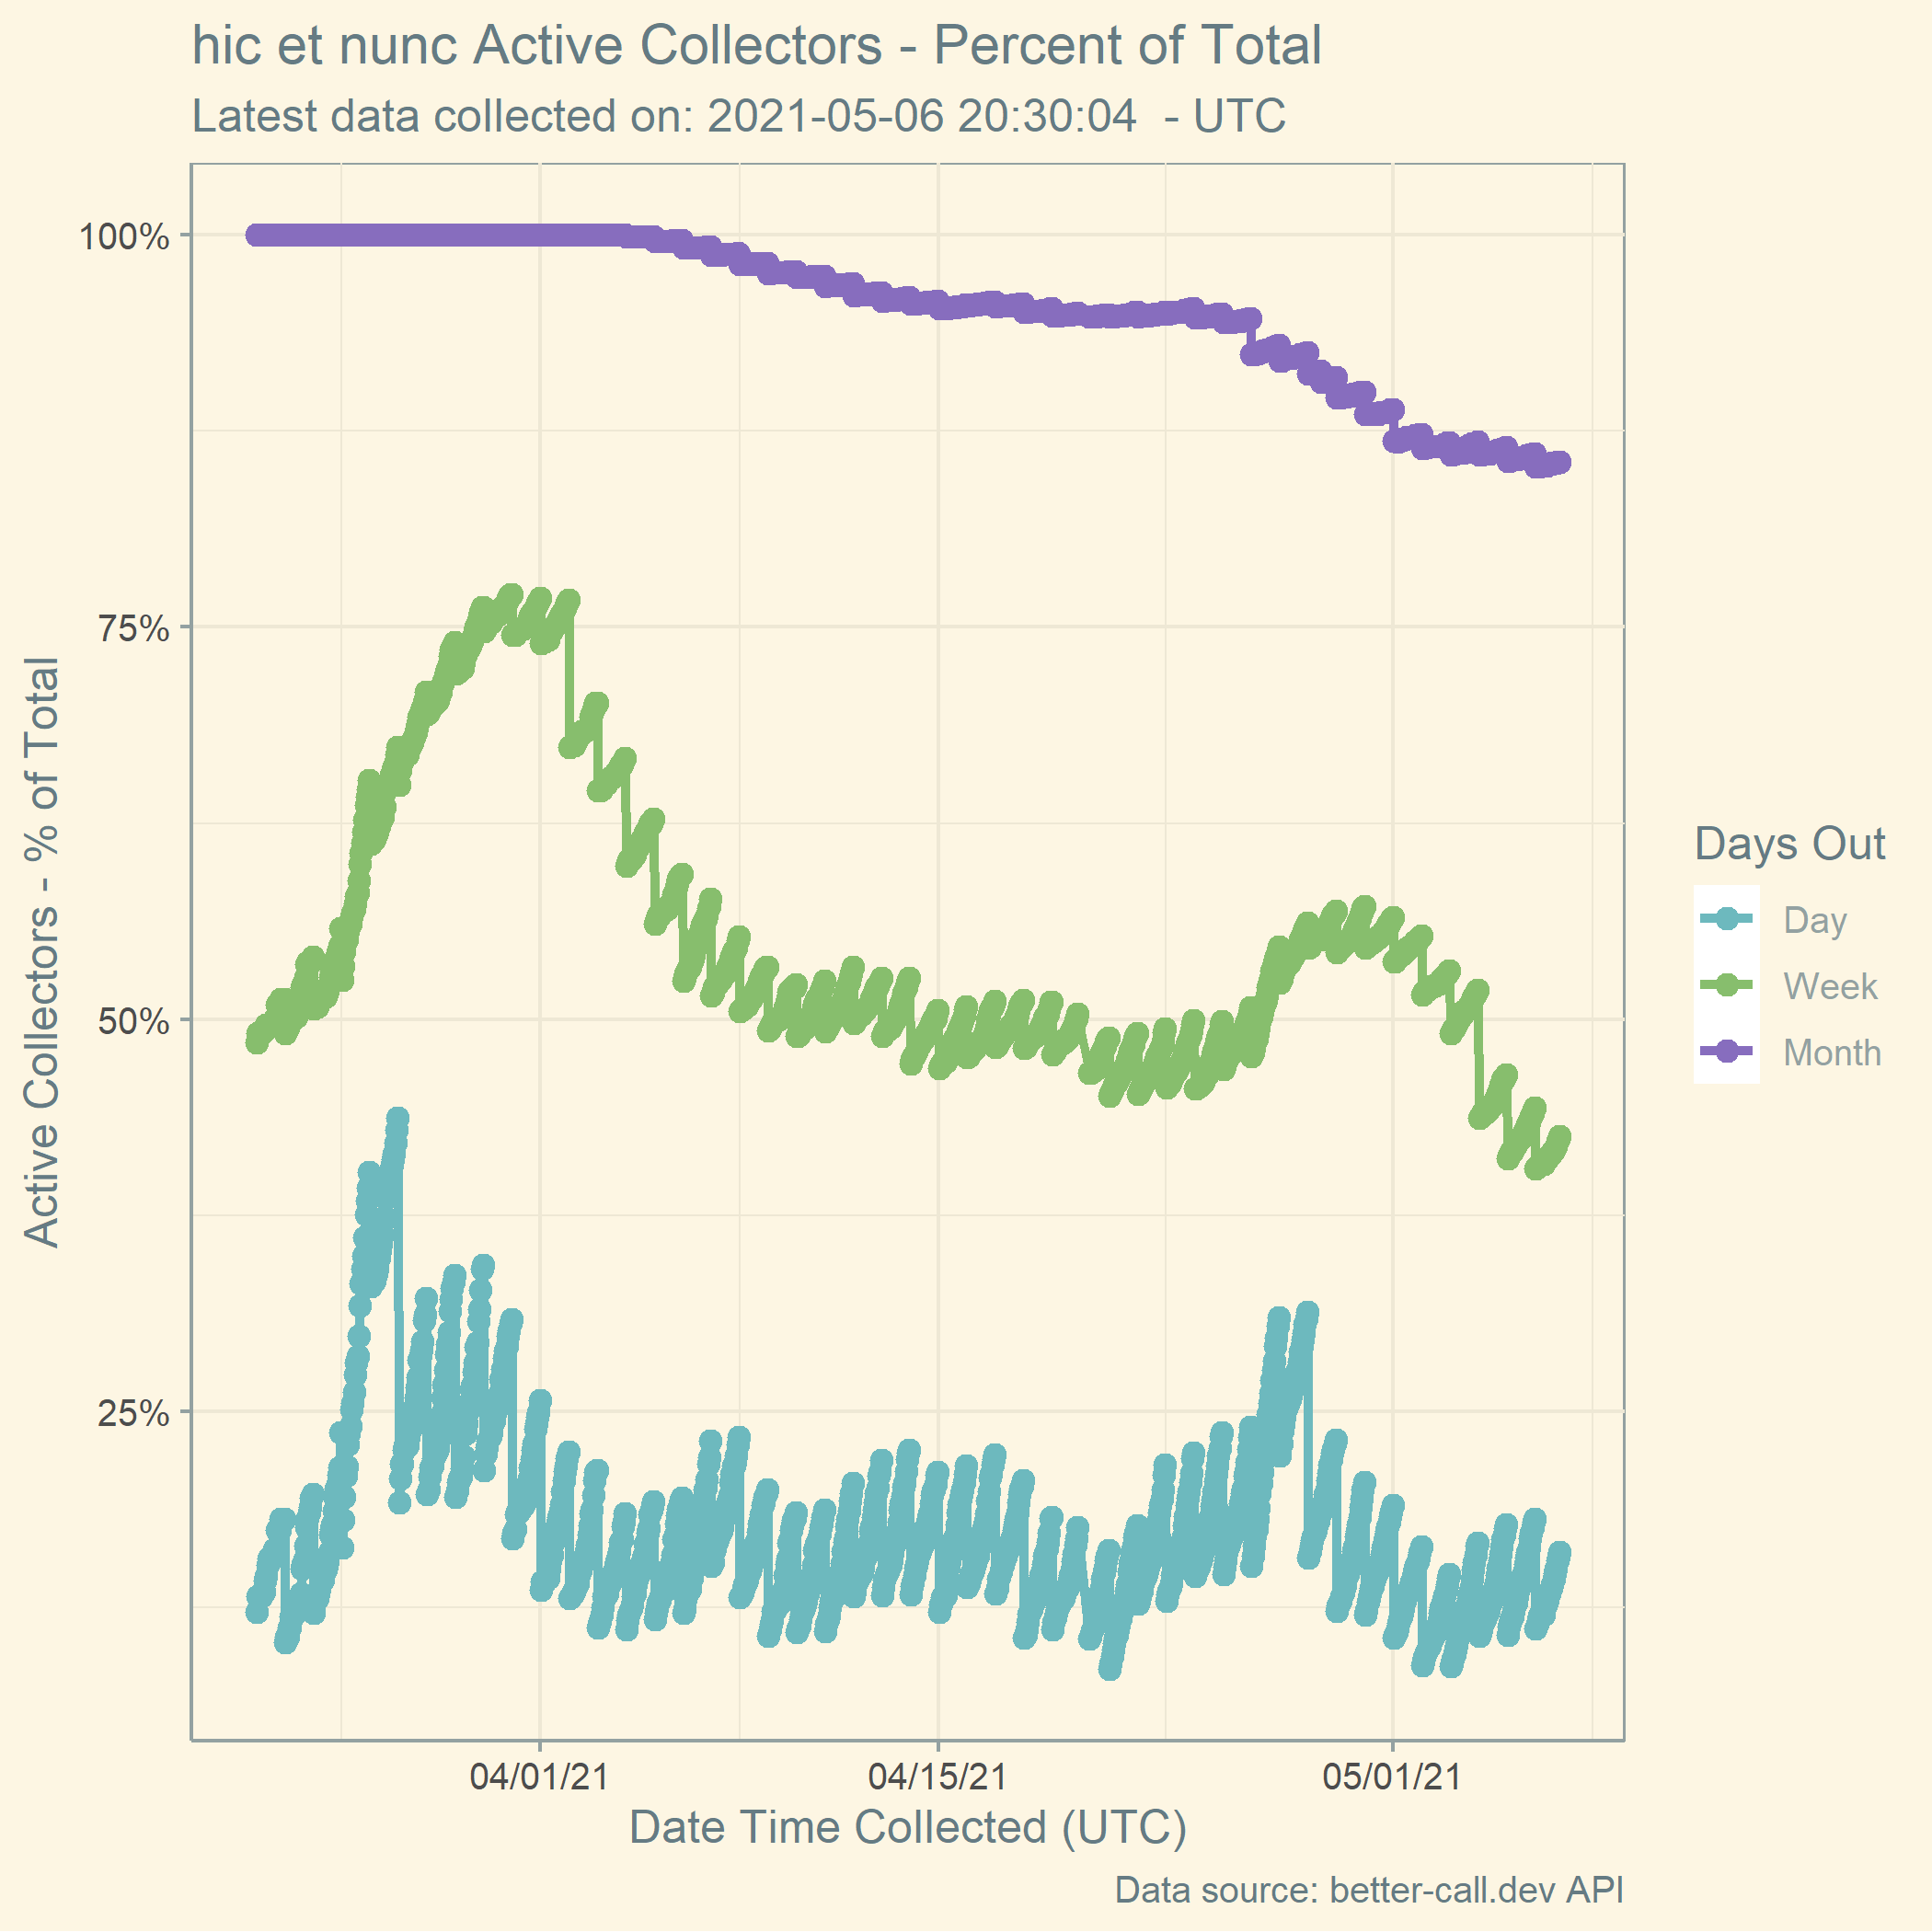 hic et nunc Active Collectors - Percent of Total
Latest data collected on: 2021-05-06 20:30:04  - UTC
Active Collectors - % of Total
100%
75%
50%
25%
04/01/21
04/15/21
05/01/21
Date Time Collected (UTC)
Days Out
Day
Week
Month
Data source: better-call.dev API